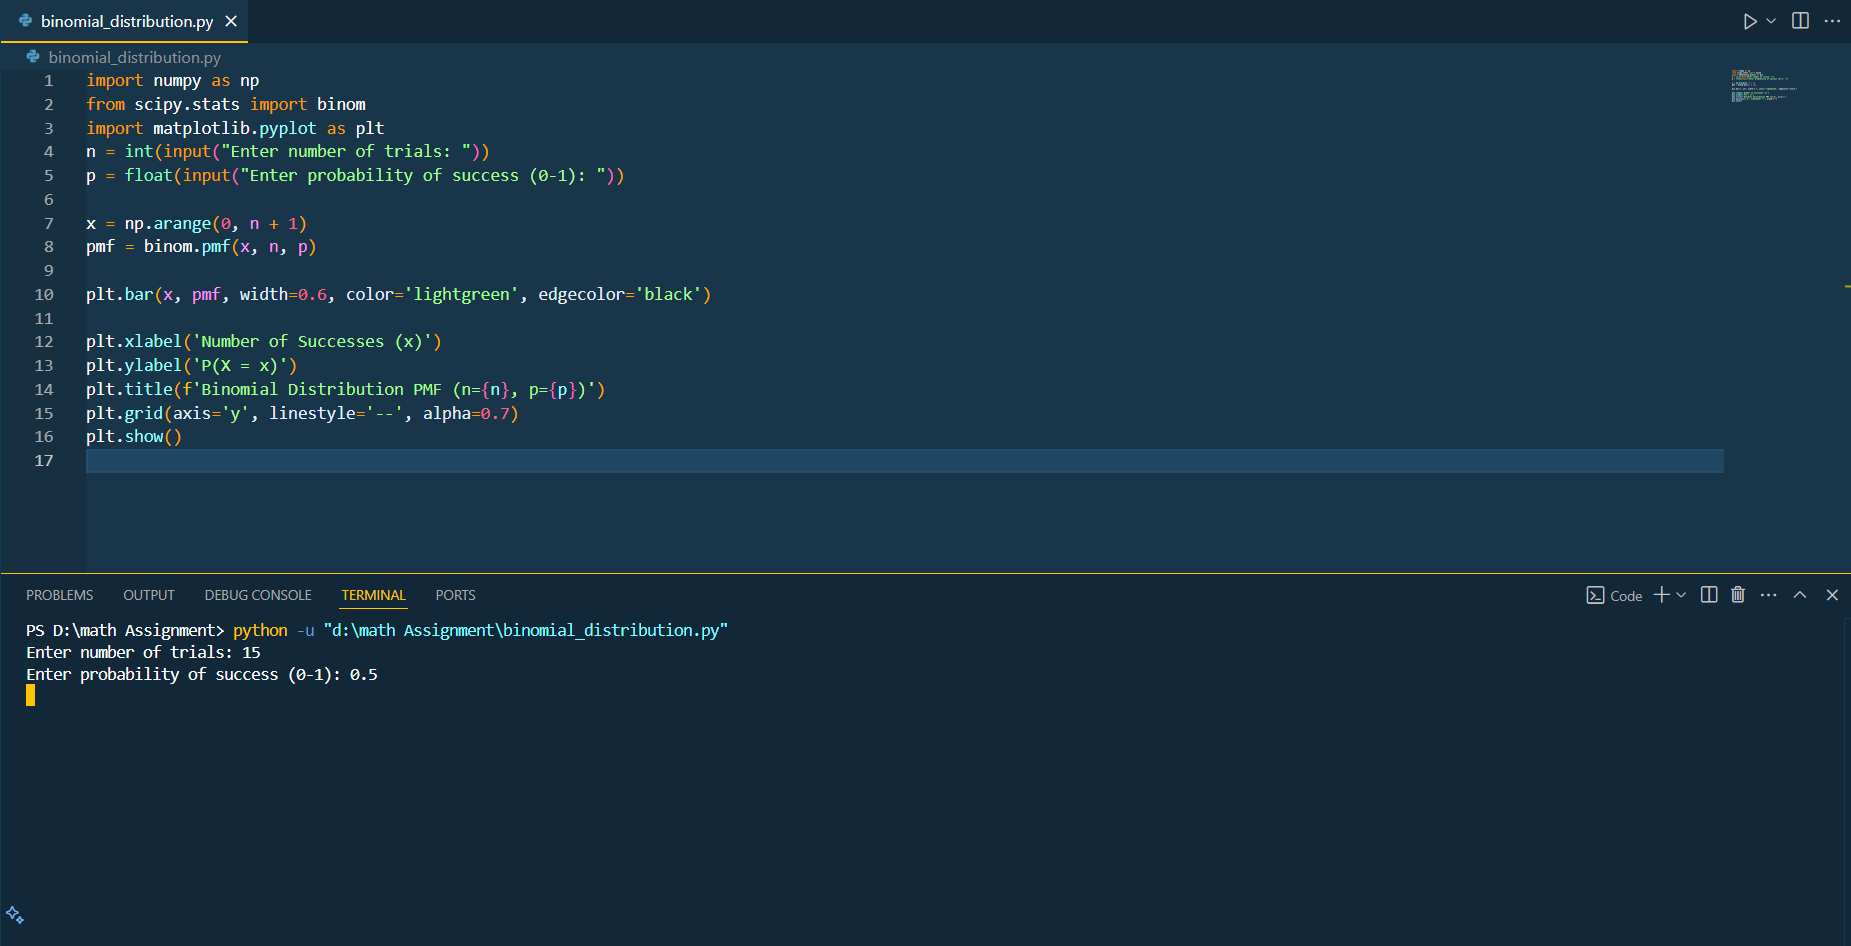 binomial_distribution.py
binomial_distribution.py
1 import numpy as np
2 from scipy.stats import binom
3 import matplotlib.pyplot as plt
4 n = int(input("Enter number of trials: "))
5 p = float(input("Enter probability of success (0-1): "))
6
7 x = np.arange(0, n + 1)
8 pmf = binom.pmf(x, n, p)
9
10 plt.bar(x, pmf, width=0.6, color='lightgreen', edgecolor='black')
11
12 plt.xlabel('Number of Successes (x)')
13 plt.ylabel('P(X = x)')
14 plt.title(f'Binomial Distribution PMF (n={n}, p={p})')
15 plt.grid(axis='y', linestyle='--', alpha=0.7)
16 plt.show()
17
PROBLEMS OUTPUT DEBUG CONSOLE TERMINAL PORTS Code
PS D:\math Assignment> python -u "d:\math Assignment\binomial_distribution.py"
Enter number of trials: 15
Enter probability of success (0-1): 0.5